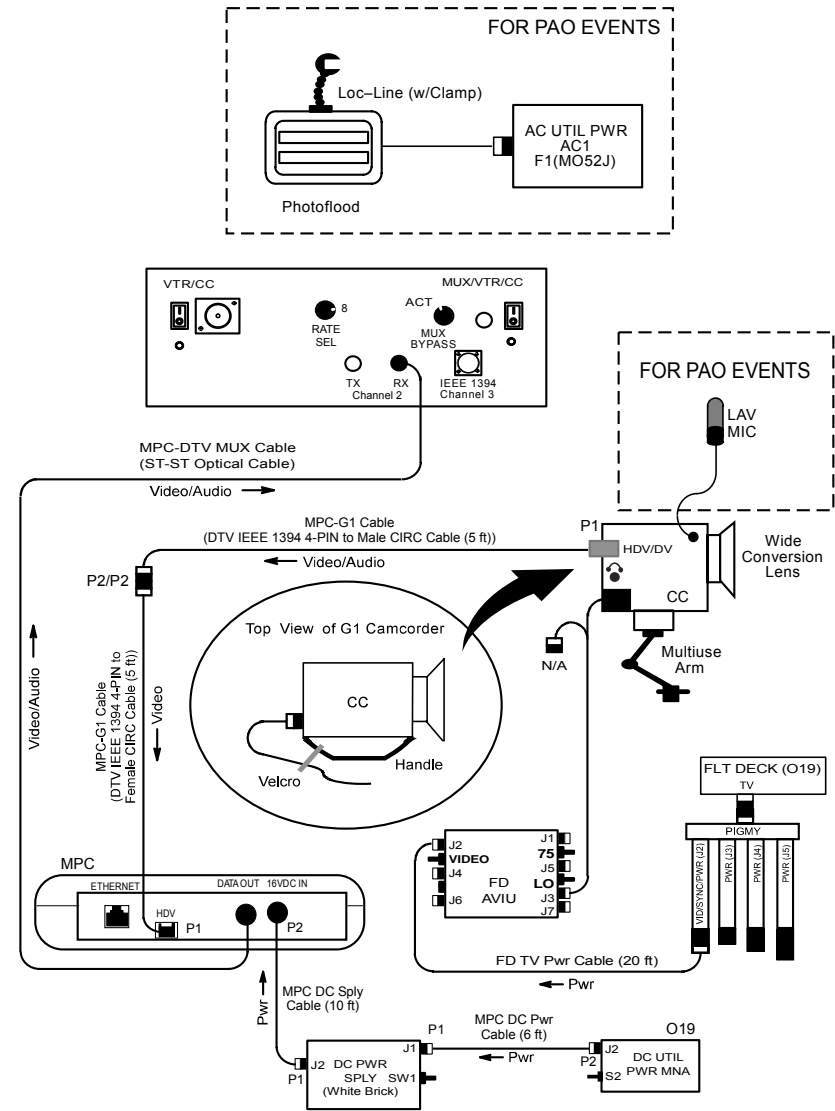 FOR PAO EVENTS
Loc–Line (w/Clamp)
AC UTIL PWR
AC1
F1(MO52J)
Photoflood
VTR/CC
MUX/VTR/CC
8
RATE
SEL
ACT
MUX
BYPASS
TX
RX
Channel 2
IEEE 1394
Channel 3
FOR PAO EVENTS
LAV
MIC
MPC-DTV MUX Cable
(ST-ST Optical Cable)
Video/Audio
MPC-G1 Cable
(DTV IEEE 1394 4-PIN to Male CIRC Cable (5 ft))
Video/Audio
P1
HDV/DV
CC
Wide
Conversion
Lens
P2/P2
Multiuse
Arm
N/A
Top View of G1 Camcorder
CC
Handle
Velcro
Video/Audio
MPC-G1 Cable
(DTV IEEE 1394 4-PIN to
Female CIRC Cable (5 ft))
Video
FLT DECK (O19)
TV
PIGMY
VID/SYNC/PWR (J2)
PWR (J3)
PWR (J4)
PWR (J5)
J2
VIDEO
J4
J6
FD
AVIU
J1
75
J5
LO
J3
J7
FD TV Pwr Cable (20 ft)
Pwr
MPC
ETHERNET
HDV
P1
DATA OUT
16VDC IN
P2
Pwr
MPC DC Sply
Cable (10 ft)
P1
J2
DC PWR
SPLY
(White Brick)
J1
SW1
P1
MPC DC Pwr
Cable (6 ft)
Pwr
O19
P2
J2
DC UTIL
PWR MNA
S2